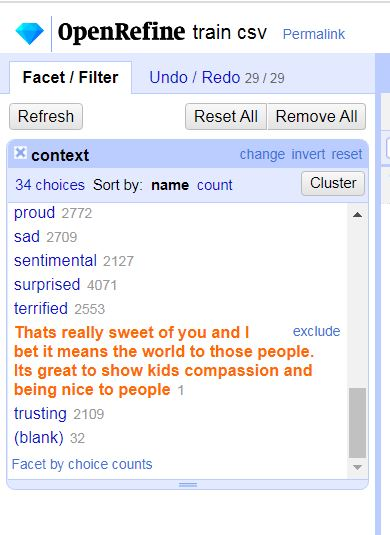 OpenRefine train csv Permalink
Facet / Filter Undo / Redo 29 / 29
Refresh Reset All Remove All
context change invert reset
34 choices Sort by: name count Cluster
proud 2772
sad 2709
sentimental 2127
surprised 4071
terrified 2553
Thats really sweet of you and I exclude
bet it means the world to those people.
Its great to show kids compassion and
being nice to people 1
trusting 2109
(blank) 32
Facet by choice counts